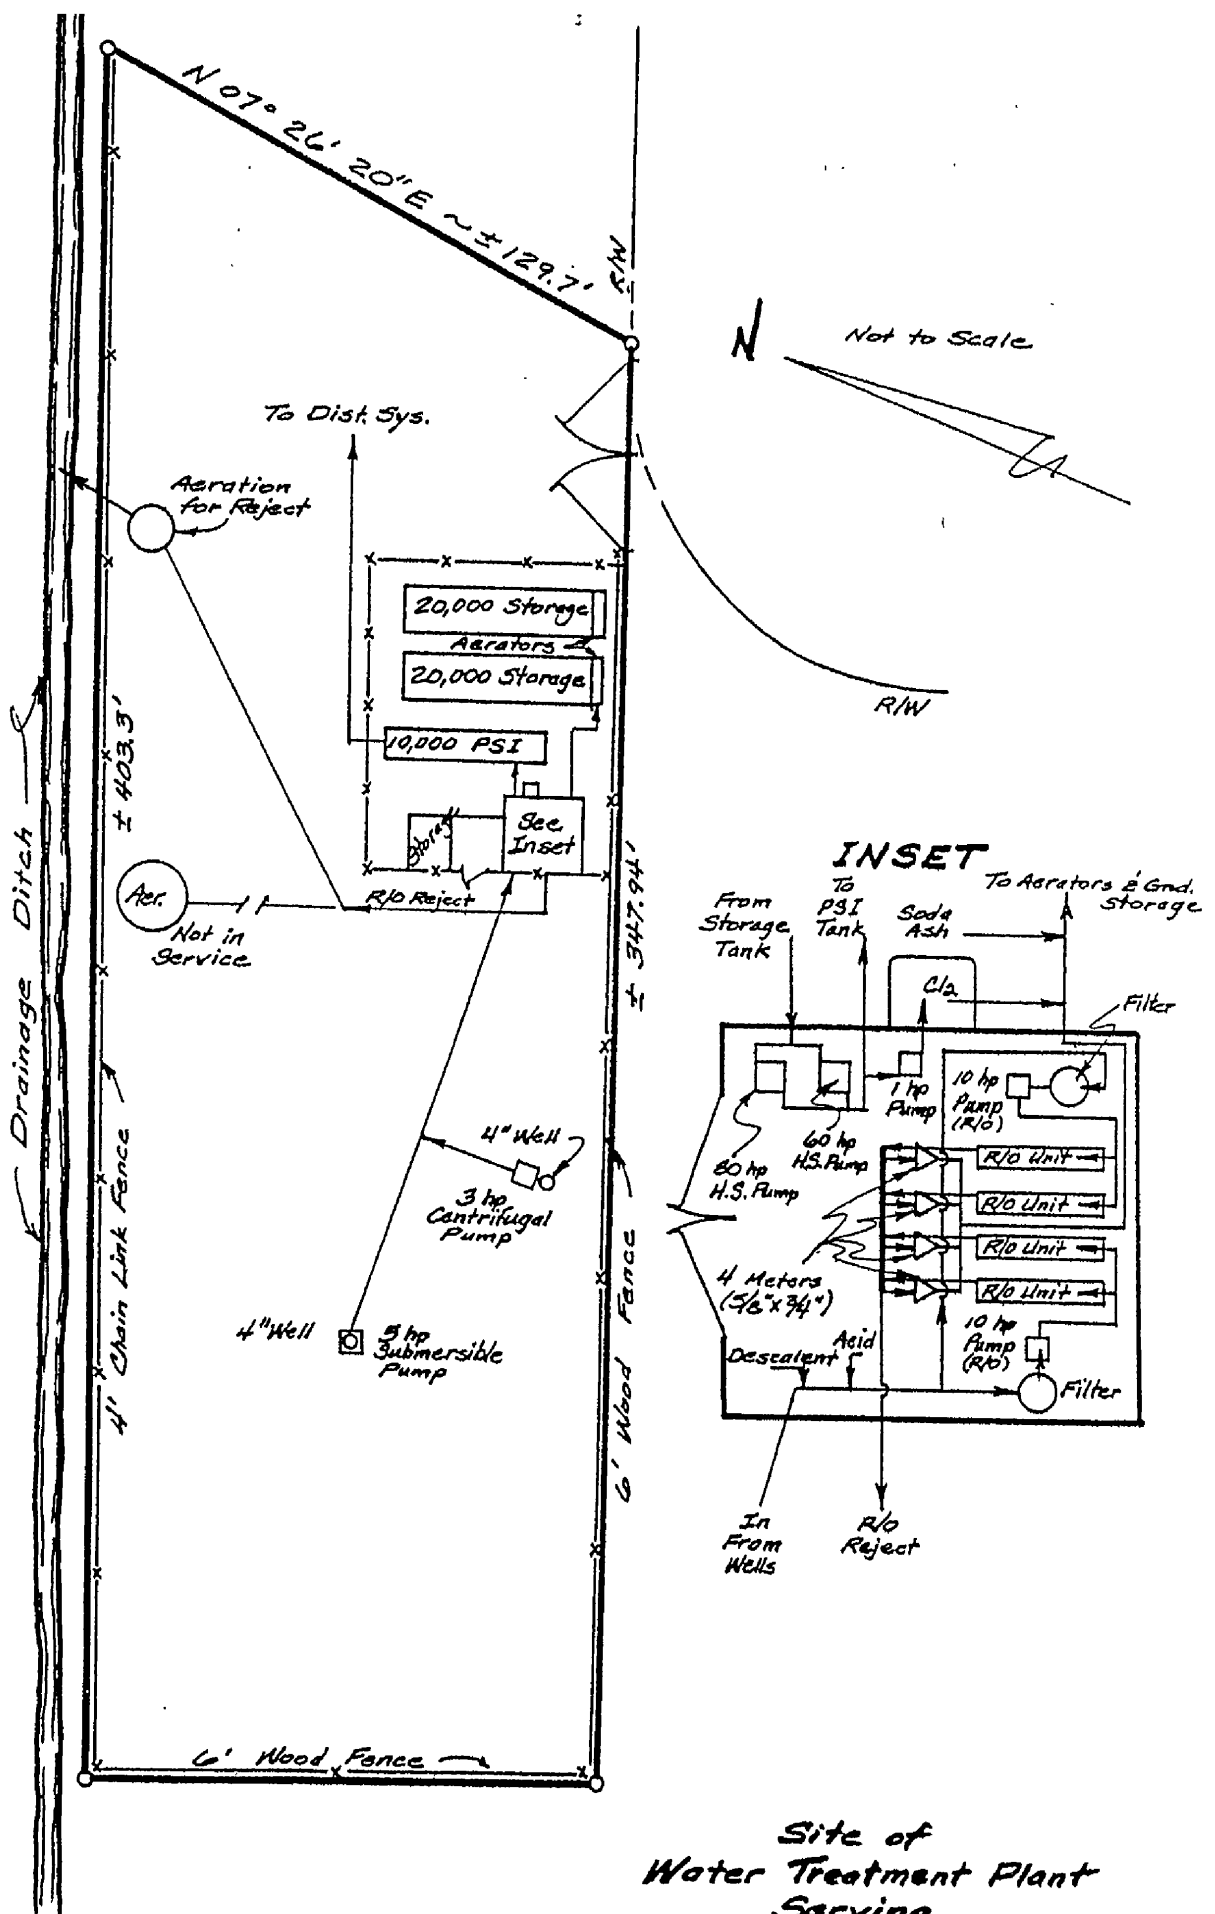 N 07° 26' 20" E ~ ± 129.7'
R/W
N
Not to Scale
To Dist. Sys.
Aeration
for Reject
20,000 Storage
Aerators
20,000 Storage
10,000 PSI
R/W
± 403.3'
See
Inset
Storage
R/O Reject
Aer.
Not in
Service
± 347.94'
Drainage Ditch
4' Chain Link Fence
4" Well
3 hp
Centrifugal
Pump
4" Well
5 hp
Submersible
Pump
6' Wood Fence
6' Wood Fence
INSET
From
Storage
Tank
To
PSI
Tank
Soda
Ash
To Aerators & Gnd.
Storage
Cl2
Filter
1 hp
Pump
10 hp
Pump
(R/O)
60 hp
H.S. Pump
80 hp
H.S. Pump
R/O Unit
R/O Unit
R/O Unit
R/O Unit
4 Meters
(5/8" x 3/4")
10 hp
Pump
(R/O)
Descalent
Acid
Filter
In
From
Wells
R/O
Reject
Site of
Water Treatment Plant
Serving